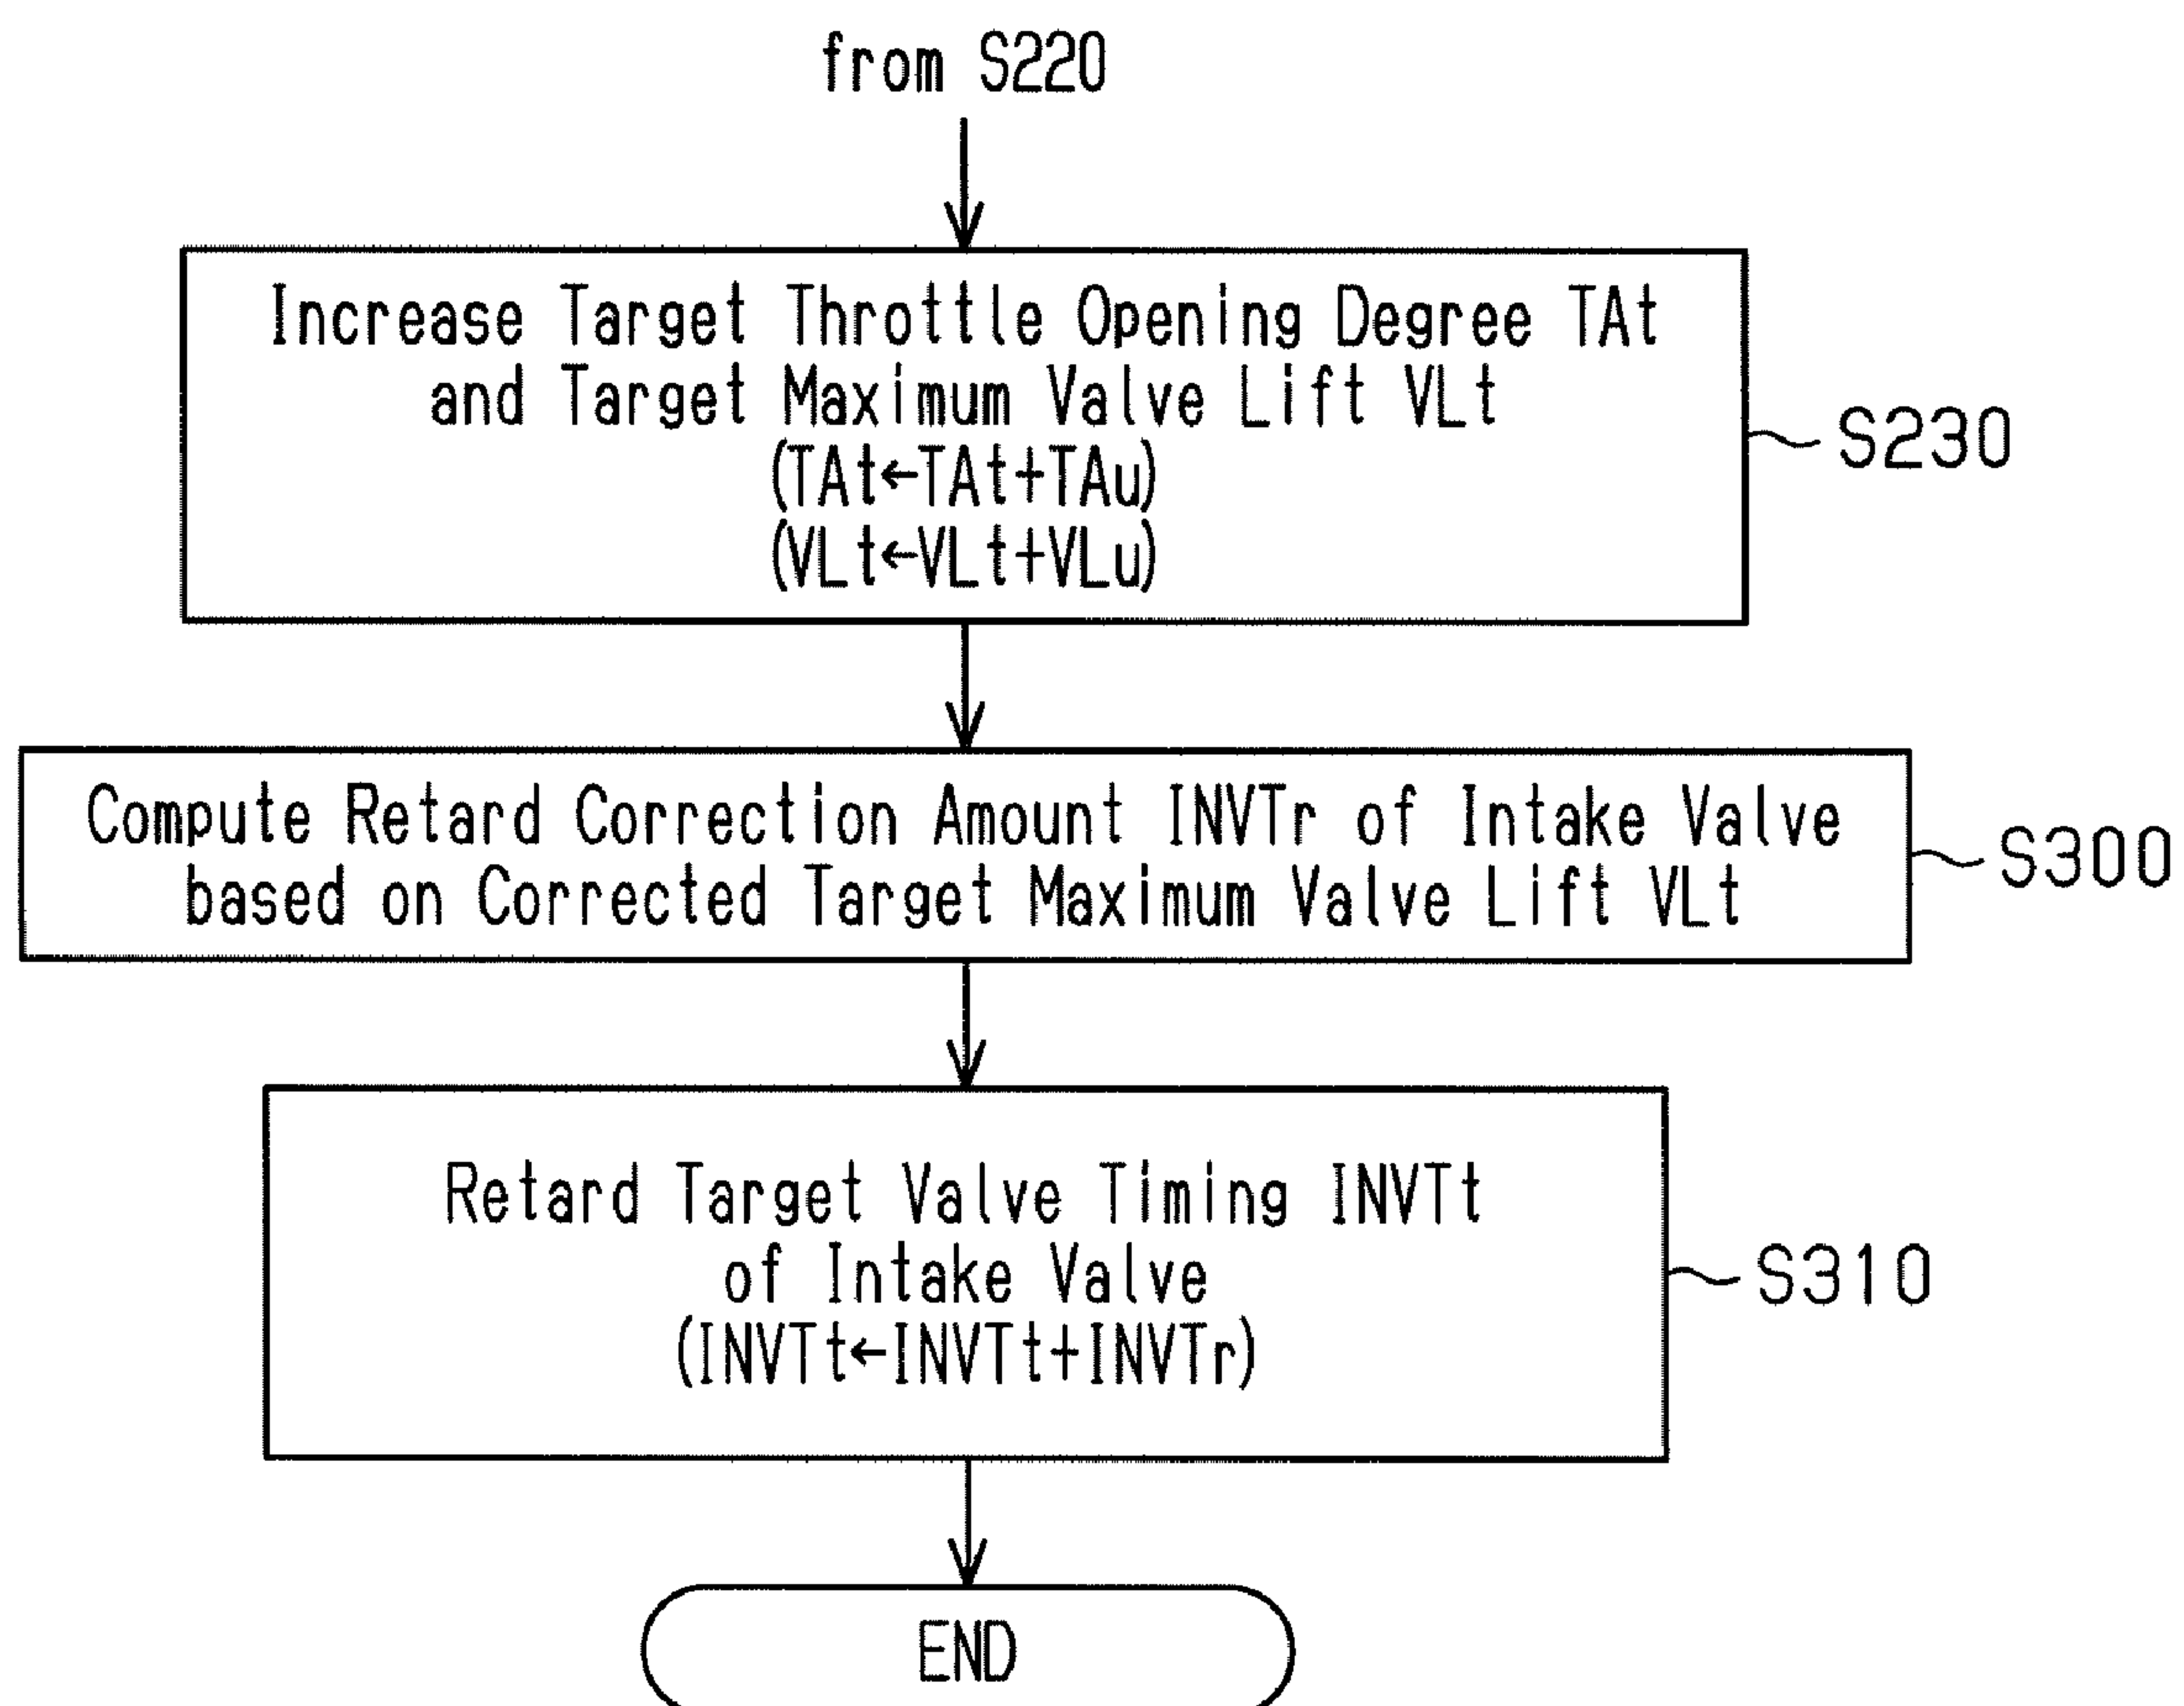 from S220
Increase Target Throttle Opening Degree TAt
and Target Maximum Valve Lift VLt
(TAt←TAt+TAu)
(VLt←VLt+VLu)
S230
Compute Retard Correction Amount INVTr of Intake Valve
based on Corrected Target Maximum Valve Lift VLt
S300
Retard Target Valve Timing INVTt
of Intake Valve
(INVTt←INVTt+INVTr)
S310
END